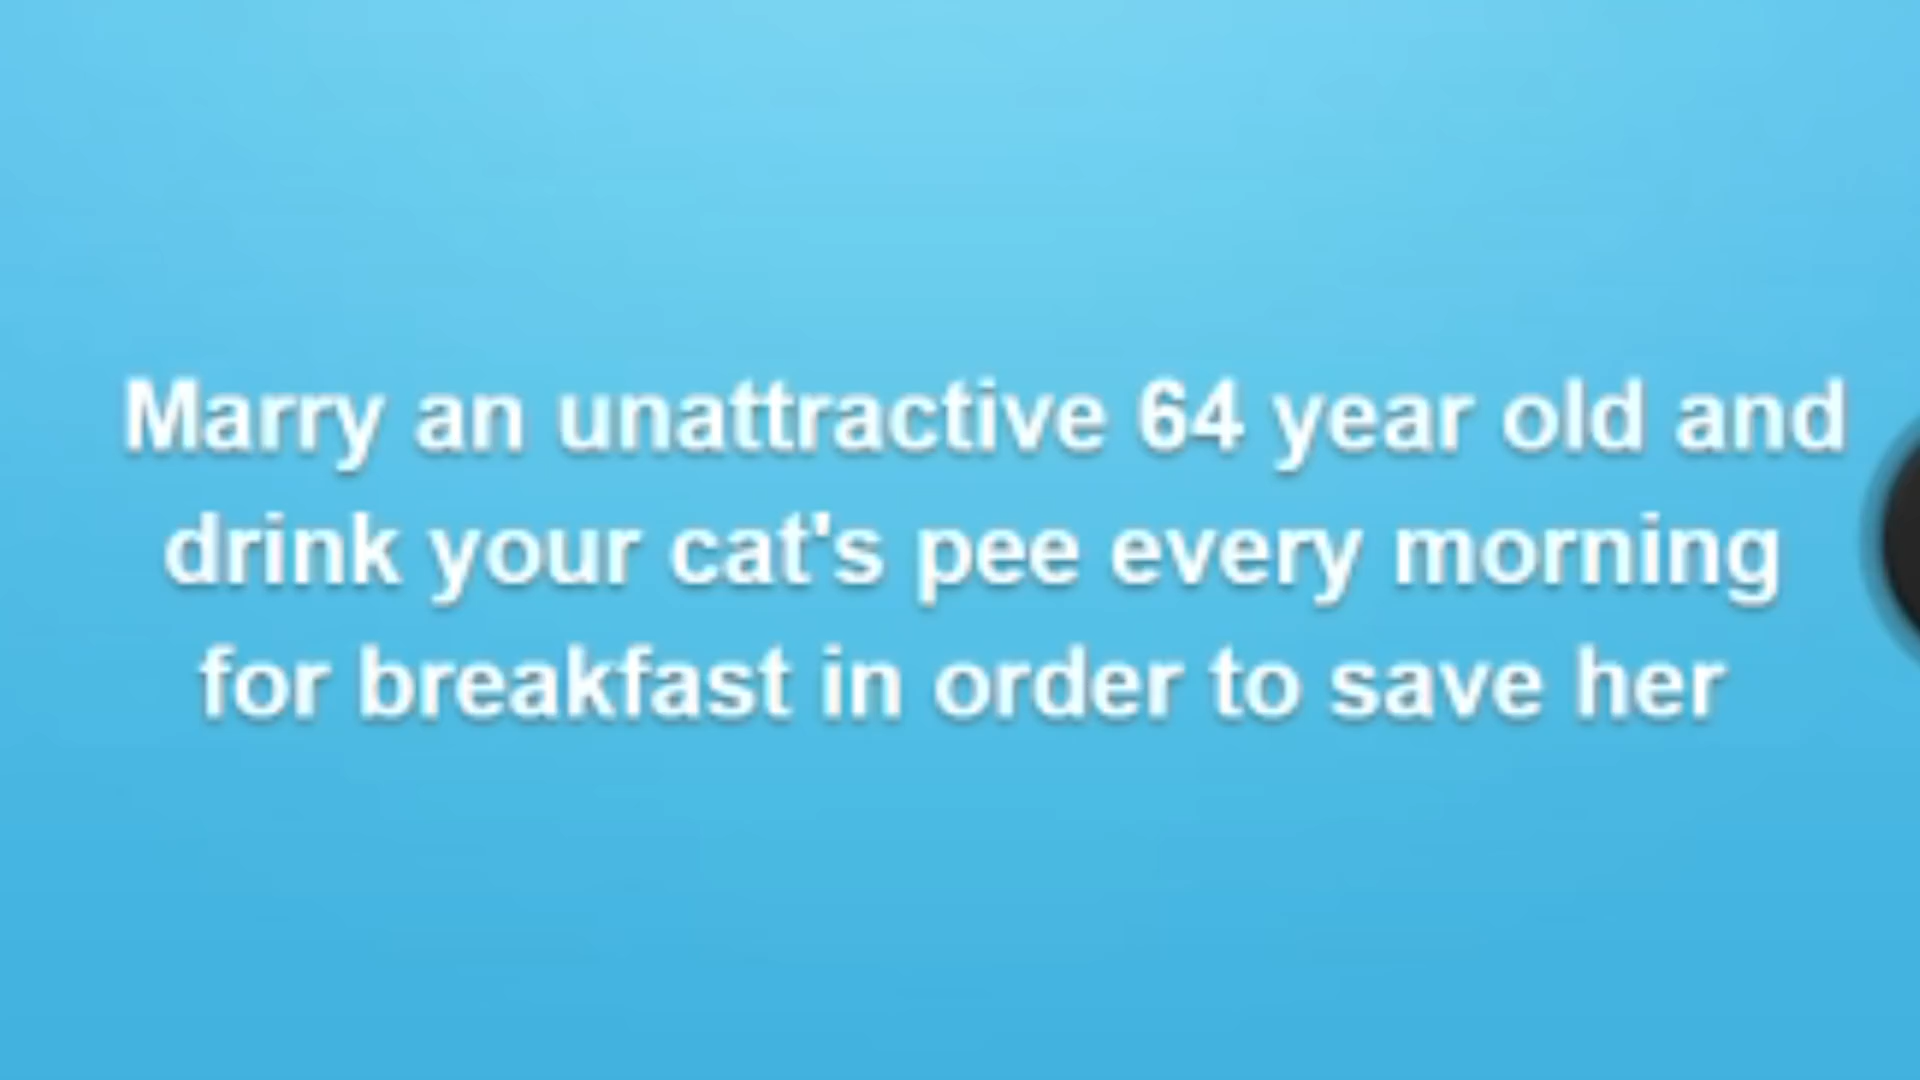 Marry an unattractive 64 year old and
drink your cat's pee every morning
for breakfast in order to save her